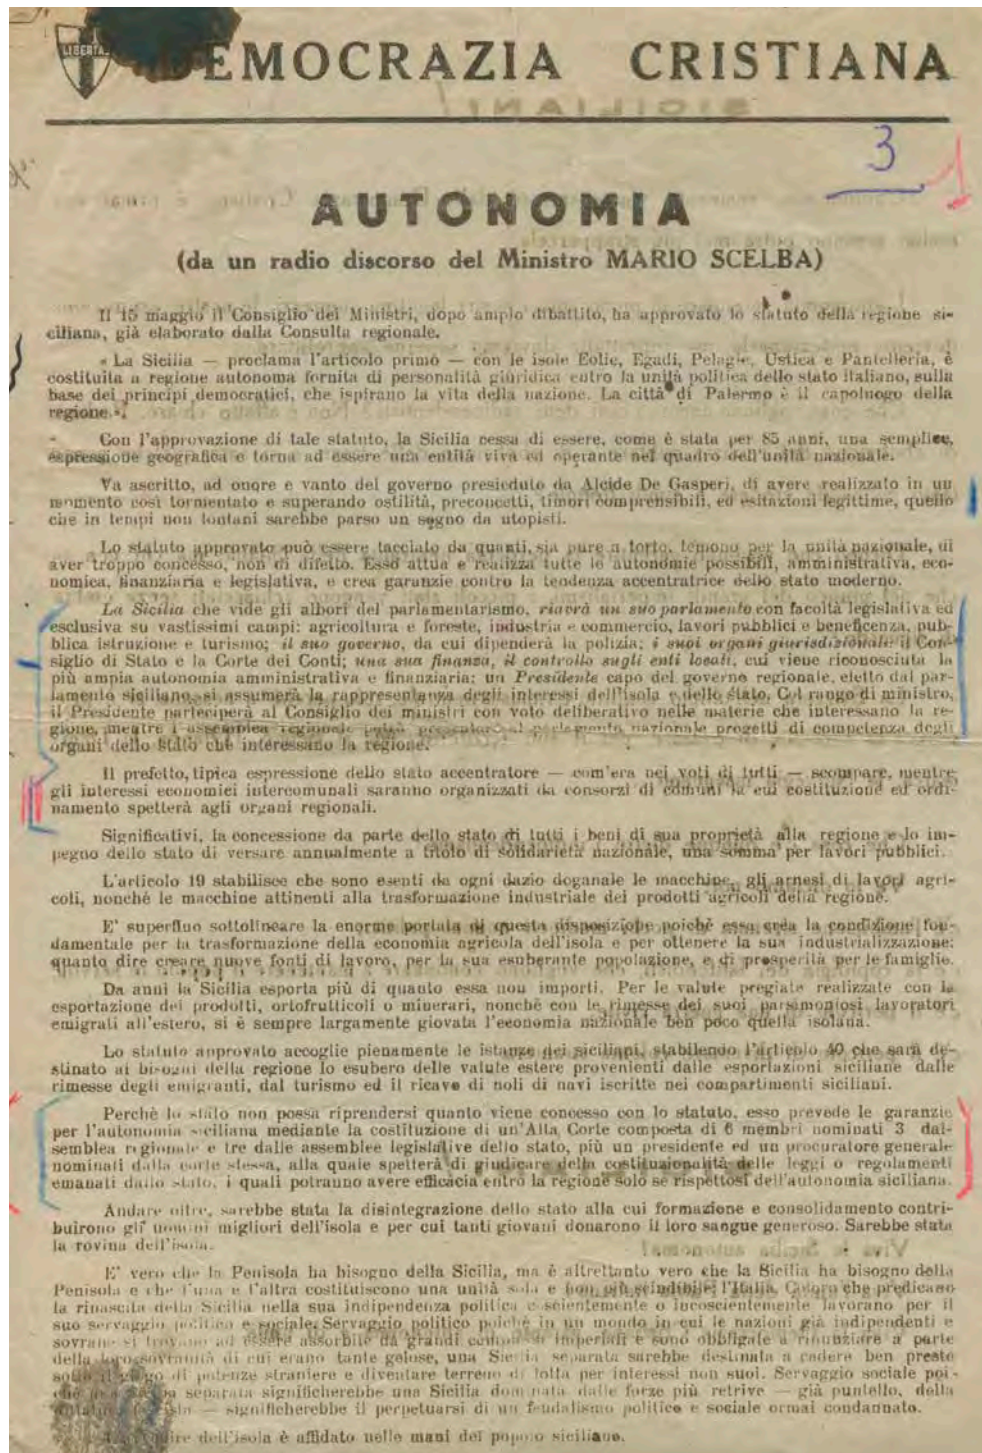 LIBERTAS
DEMOCRAZIA CRISTIANA
SICILIANI
3 1
AUTONOMIA
(da un radio discorso del Ministro MARIO SCELBA)
Il 15 maggio il Consiglio dei Ministri, dopo ampio dibattito, ha approvato lo statuto della regione si-
ciliana, già elaborato dalla Consulta regionale.
« La Sicilia — proclama l'articolo primo — con le isole Eolie, Egadi, Pelagie, Ustica e Pantelleria, è
costituita a regione autonoma fornita di personalità giuridica entro la unità politica dello stato italiano, sulla
base dei principi democratici, che ispirano la vita della nazione. La città di Palermo è il capoluogo della
regione ».
Con l'approvazione di tale statuto, la Sicilia cessa di essere, come è stata per 85 anni, una semplice,
espressione geografica e torna ad essere una entità viva ed operante nel quadro dell'unità nazionale.
Va ascritto, ad onore e vanto del governo presieduto da Alcide De Gasperi, di avere realizzato in un
momento così tormentato e superando ostilità, preconcetti, timori comprensibili, ed esitazioni legittime, quello
che in tempi non lontani sarebbe parso un sogno da utopisti.
Lo statuto approvato può essere tacciato da quanti, sia pure a torto, temono per la unità nazionale, di
aver troppo concesso, non di difetto. Esso attua e realizza tutte le autonomie possibili, amministrativa, eco-
nomica, finanziaria e legislativa, e crea garanzie contro la tendenza accentratrice dello stato moderno.
La Sicilia che vide gli albori del parlamentarismo, riavrà un suo parlamento con facoltà legislativa ed
esclusiva su vastissimi campi: agricoltura e foreste, industria e commercio, lavori pubblici e beneficenza, pub-
blica istruzione e turismo; il suo governo, da cui dipenderà la polizia; i suoi organi giurisdizionali: il Con-
siglio di Stato e la Corte dei Conti; una sua finanza, il controllo sugli enti locali, cui viene riconosciuta la
più ampia autonomia amministrativa e finanziaria; un Presidente capo del governo regionale, eletto dal par-
lamento siciliano, si assumerà la rappresentanza degli interessi dell'isola e dello stato. Col rango di ministro,
il Presidente parteciperà al Consiglio dei ministri con voto deliberativo nelle materie che interessano la re-
gione, mentre l'assemblea regionale potrà presentare al parlamento nazionale progetti di competenza degli
organi dello stato che interessano la regione.
Il prefetto, tipica espressione dello stato accentratore — com'era nei voti di tutti — scompare, mentre
gli interessi economici intercomunali saranno organizzati da consorzi di comuni la cui costituzione ed ordi-
namento spetterà agli organi regionali.
Significativi, la concessione da parte dello stato di tutti i beni di sua proprietà alla regione e lo im-
pegno dello stato di versare annualmente a titolo di solidarietà nazionale, una somma per lavori pubblici.
L'articolo 19 stabilisce che sono esenti da ogni dazio doganale le macchine, gli arnesi di lavori agri-
coli, nonchè le macchine attinenti alla trasformazione industriale dei prodotti agricoli della regione.
E' superfluo sottolineare la enorme portata di questa disposizione poichè essa crea la condizione fon-
damentale per la trasformazione della economia agricola dell'isola e per ottenere la sua industrializzazione:
quanto dire creare nuove fonti di lavoro, per la sua esuberante popolazione, e di prosperità per le famiglie.
Da anni la Sicilia esporta più di quanto essa non importi. Per le valute pregiate realizzate con la
esportazione dei prodotti, ortofrutticoli o minerari, nonchè con le rimesse dei suoi parsimoniosi lavoratori
emigrati all'estero, si è sempre largamente giovata l'economia nazionale ben poco quella isolana.
Lo statuto approvato accoglie pienamente le istanze dei siciliani, stabilendo l'articolo 40 che sarà de-
stinato ai bisogni della regione lo esubero delle valute estere provenienti dalle esportazioni siciliane dalle
rimesse degli emigranti, dal turismo ed il ricavo di noli di navi iscritte nei compartimenti siciliani.
Perchè lo stato non possa riprendersi quanto viene concesso con lo statuto, esso prevede le garanzie
per l'autonomia siciliana mediante la costituzione di un'Alta Corte composta di 6 membri nominati 3 dal-
semblea regionale e tre dalle assemblee legislative dello stato, più un presidente ed un procuratore generale
nominati dalla corte stessa, alla quale spetterà di giudicare della costituzionalità delle leggi o regolamenti
emanati dallo stato, i quali potranno avere efficacia entro la regione solo se rispettosi dell'autonomia siciliana.
Andare oltre, sarebbe stata la disintegrazione dello stato alla cui formazione e consolidamento contri-
buirono gli uomini migliori dell'isola e per cui tanti giovani donarono il loro sangue generoso. Sarebbe stata
la rovina dell'isola.
Viva la Sicilia autonoma!
E' vero che la Penisola ha bisogno della Sicilia, ma è altrettanto vero che la Sicilia ha bisogno della
Penisola e che l'una e l'altra costituiscono una unità sola e non più scindibile: l'Italia. Coloro che predicano
la rinascita della Sicilia nella sua indipendenza politica coscientemente o incoscientemente lavorano per il
suo servaggio politico e sociale. Servaggio politico poichè in un mondo in cui le nazioni già indipendenti e
sovrane si trovano ad essere assorbite da grandi complessi imperiali e sono obbligate a rinunziare a parte
della loro sovranità di cui erano tante gelose, una Sicilia separata sarebbe destinata a cadere ben presto
sotto il giogo di potenze straniere e diventare terreno di lotta per interessi non suoi. Servaggio sociale poi-
chè una separata significherebbe una Sicilia dominata dalle forze più retrive — già puntello, della
— significherebbe il perpetuarsi di un feudalismo politico e sociale ormai condannato.
dell'isola è affidato nelle mani del popolo siciliano.